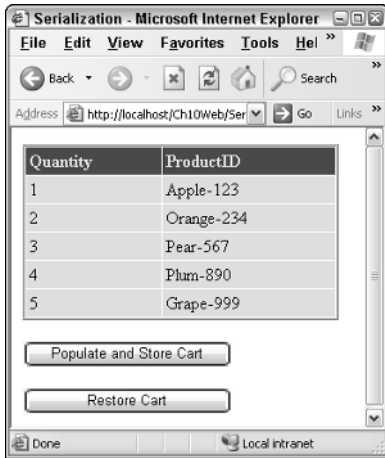 Serialization - Microsoft Internet Explorer
File Edit View Favorites Tools Hel »
Back Search »
Address http://localhost/Ch10Web/Ser Go Links »
Quantity ProductID
1 Apple-123
2 Orange-234
3 Pear-567
4 Plum-890
5 Grape-999
Populate and Store Cart
Restore Cart
Done Local intranet